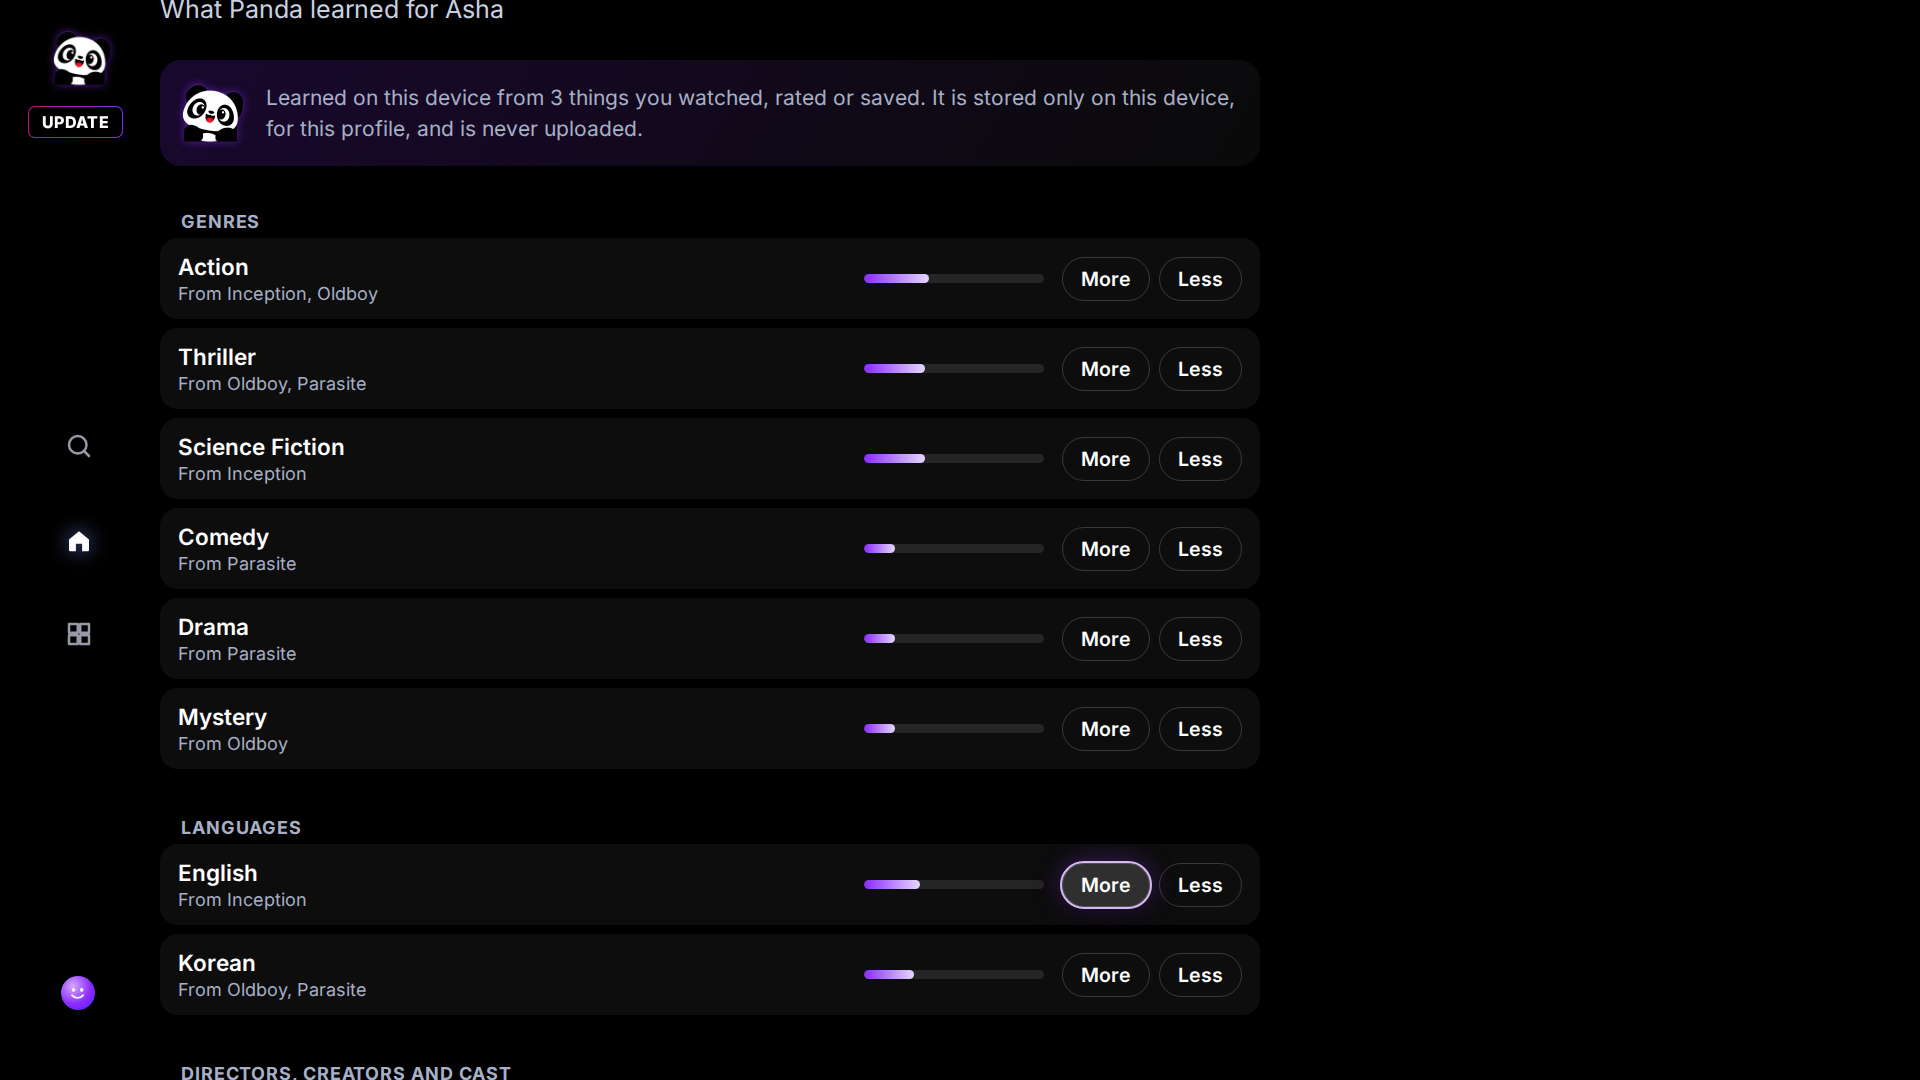 What Panda learned for Asha
UPDATE
Learned on this device from 3 things you watched, rated or saved. It is stored only on this device,
for this profile, and is never uploaded.
GENRES
Action
From Inception, Oldboy
More
Less
Thriller
From Oldboy, Parasite
More
Less
Science Fiction
From Inception
More
Less
Comedy
From Parasite
More
Less
Drama
From Parasite
More
Less
Mystery
From Oldboy
More
Less
LANGUAGES
English
From Inception
More
Less
Korean
From Oldboy, Parasite
More
Less
DIRECTORS, CREATORS AND CAST